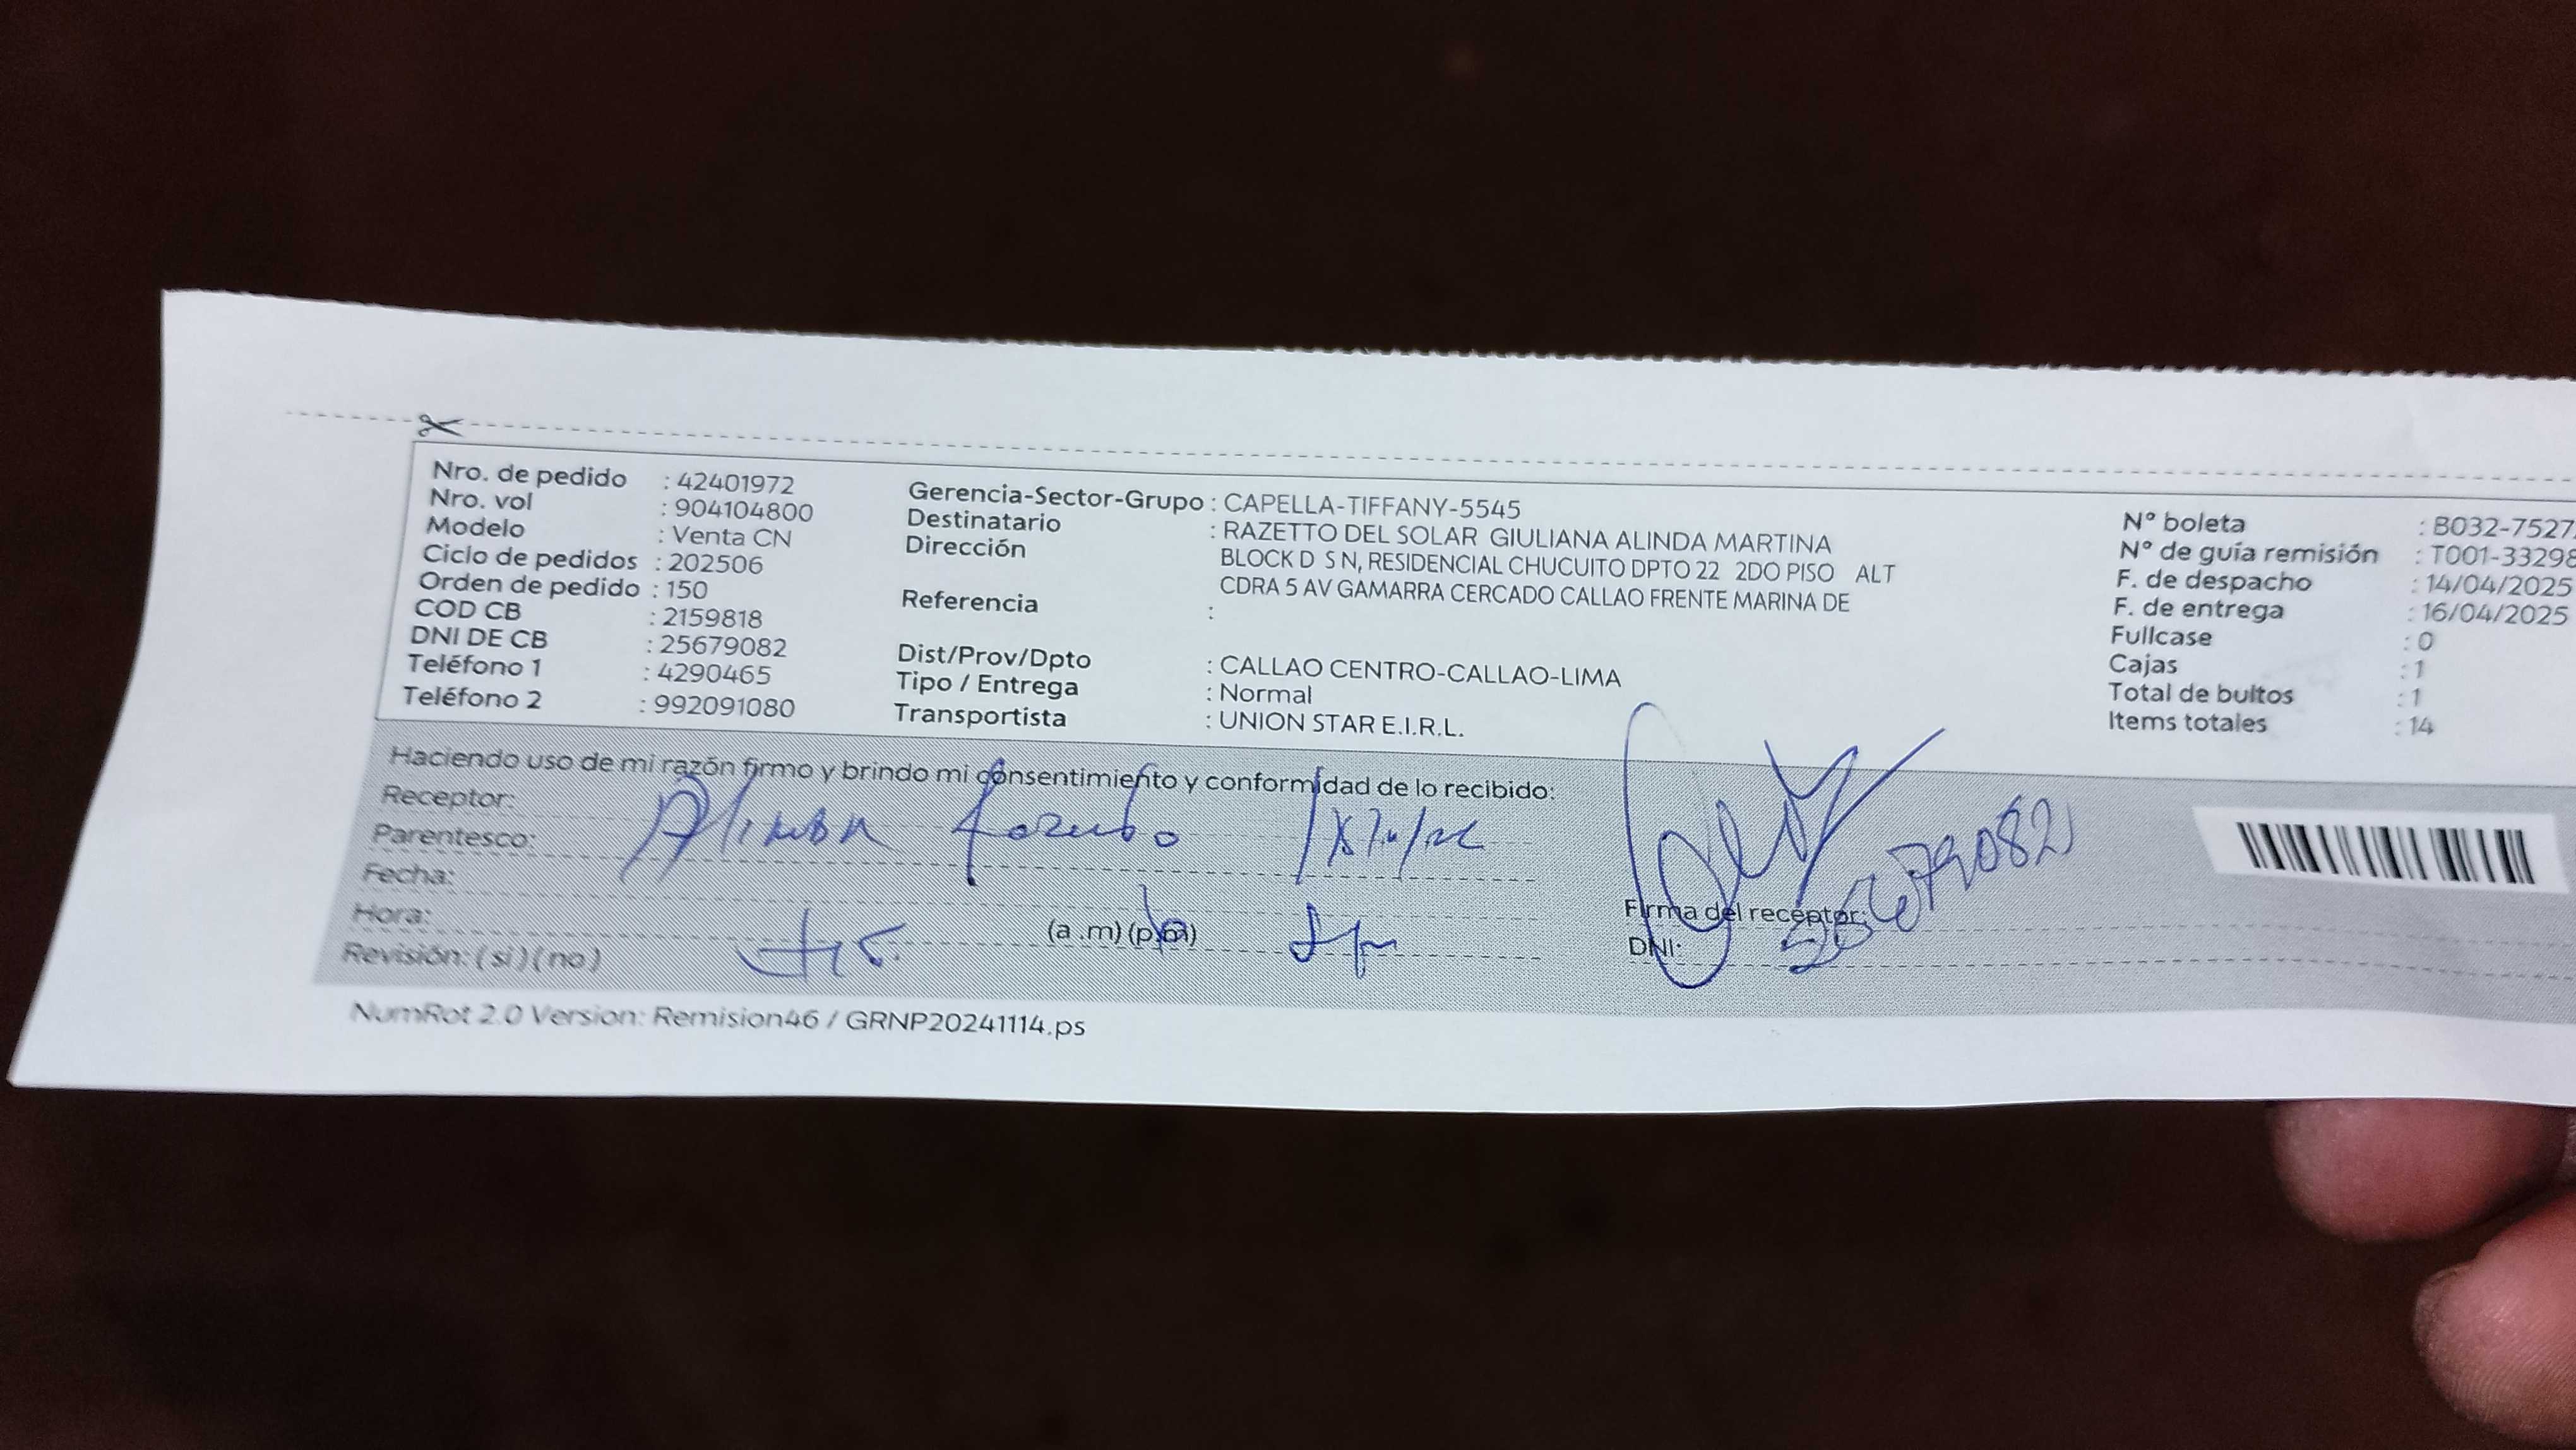 Nro. de pedido : 42401972
Nro. vol : 904104800
Modelo : Venta CN
Ciclo de pedidos : 202506
Orden de pedido : 150
COD CB : 2159818
DNI DE CB : 25679082
Teléfono 1 : 4290465
Teléfono 2 : 992091080
Gerencia-Sector-Grupo : CAPELLA-TIFFANY-5545
Destinatario : RAZETTO DEL SOLAR GIULIANA ALINDA MARTINA
Dirección BLOCK D S N, RESIDENCIAL CHUCUITO DPTO 22 2DO PISO ALT
CDRA 5 AV GAMARRA CERCADO CALLAO FRENTE MARINA DE
Referencia :
Dist/Prov/Dpto : CALLAO CENTRO-CALLAO-LIMA
Tipo / Entrega : Normal
Transportista : UNION STAR E.I.R.L.
N° boleta : B032-7527
N° de guía remisión : T001-33298
F. de despacho : 14/04/2025
F. de entrega : 16/04/2025
Fullcase : 0
Cajas : 1
Total de bultos : 1
Items totales : 14
Haciendo uso de mi razón firmo y brindo mi consentimiento y conformidad de lo recibido:
Receptor:
Parentesco:
Fecha:
Hora: (a .m) (p.m)
Revisión: ( si ) ( no )
Firma del receptor:
DNI: 25679082
NumRot 2.0 Version: Remision46 / GRNP20241114.ps